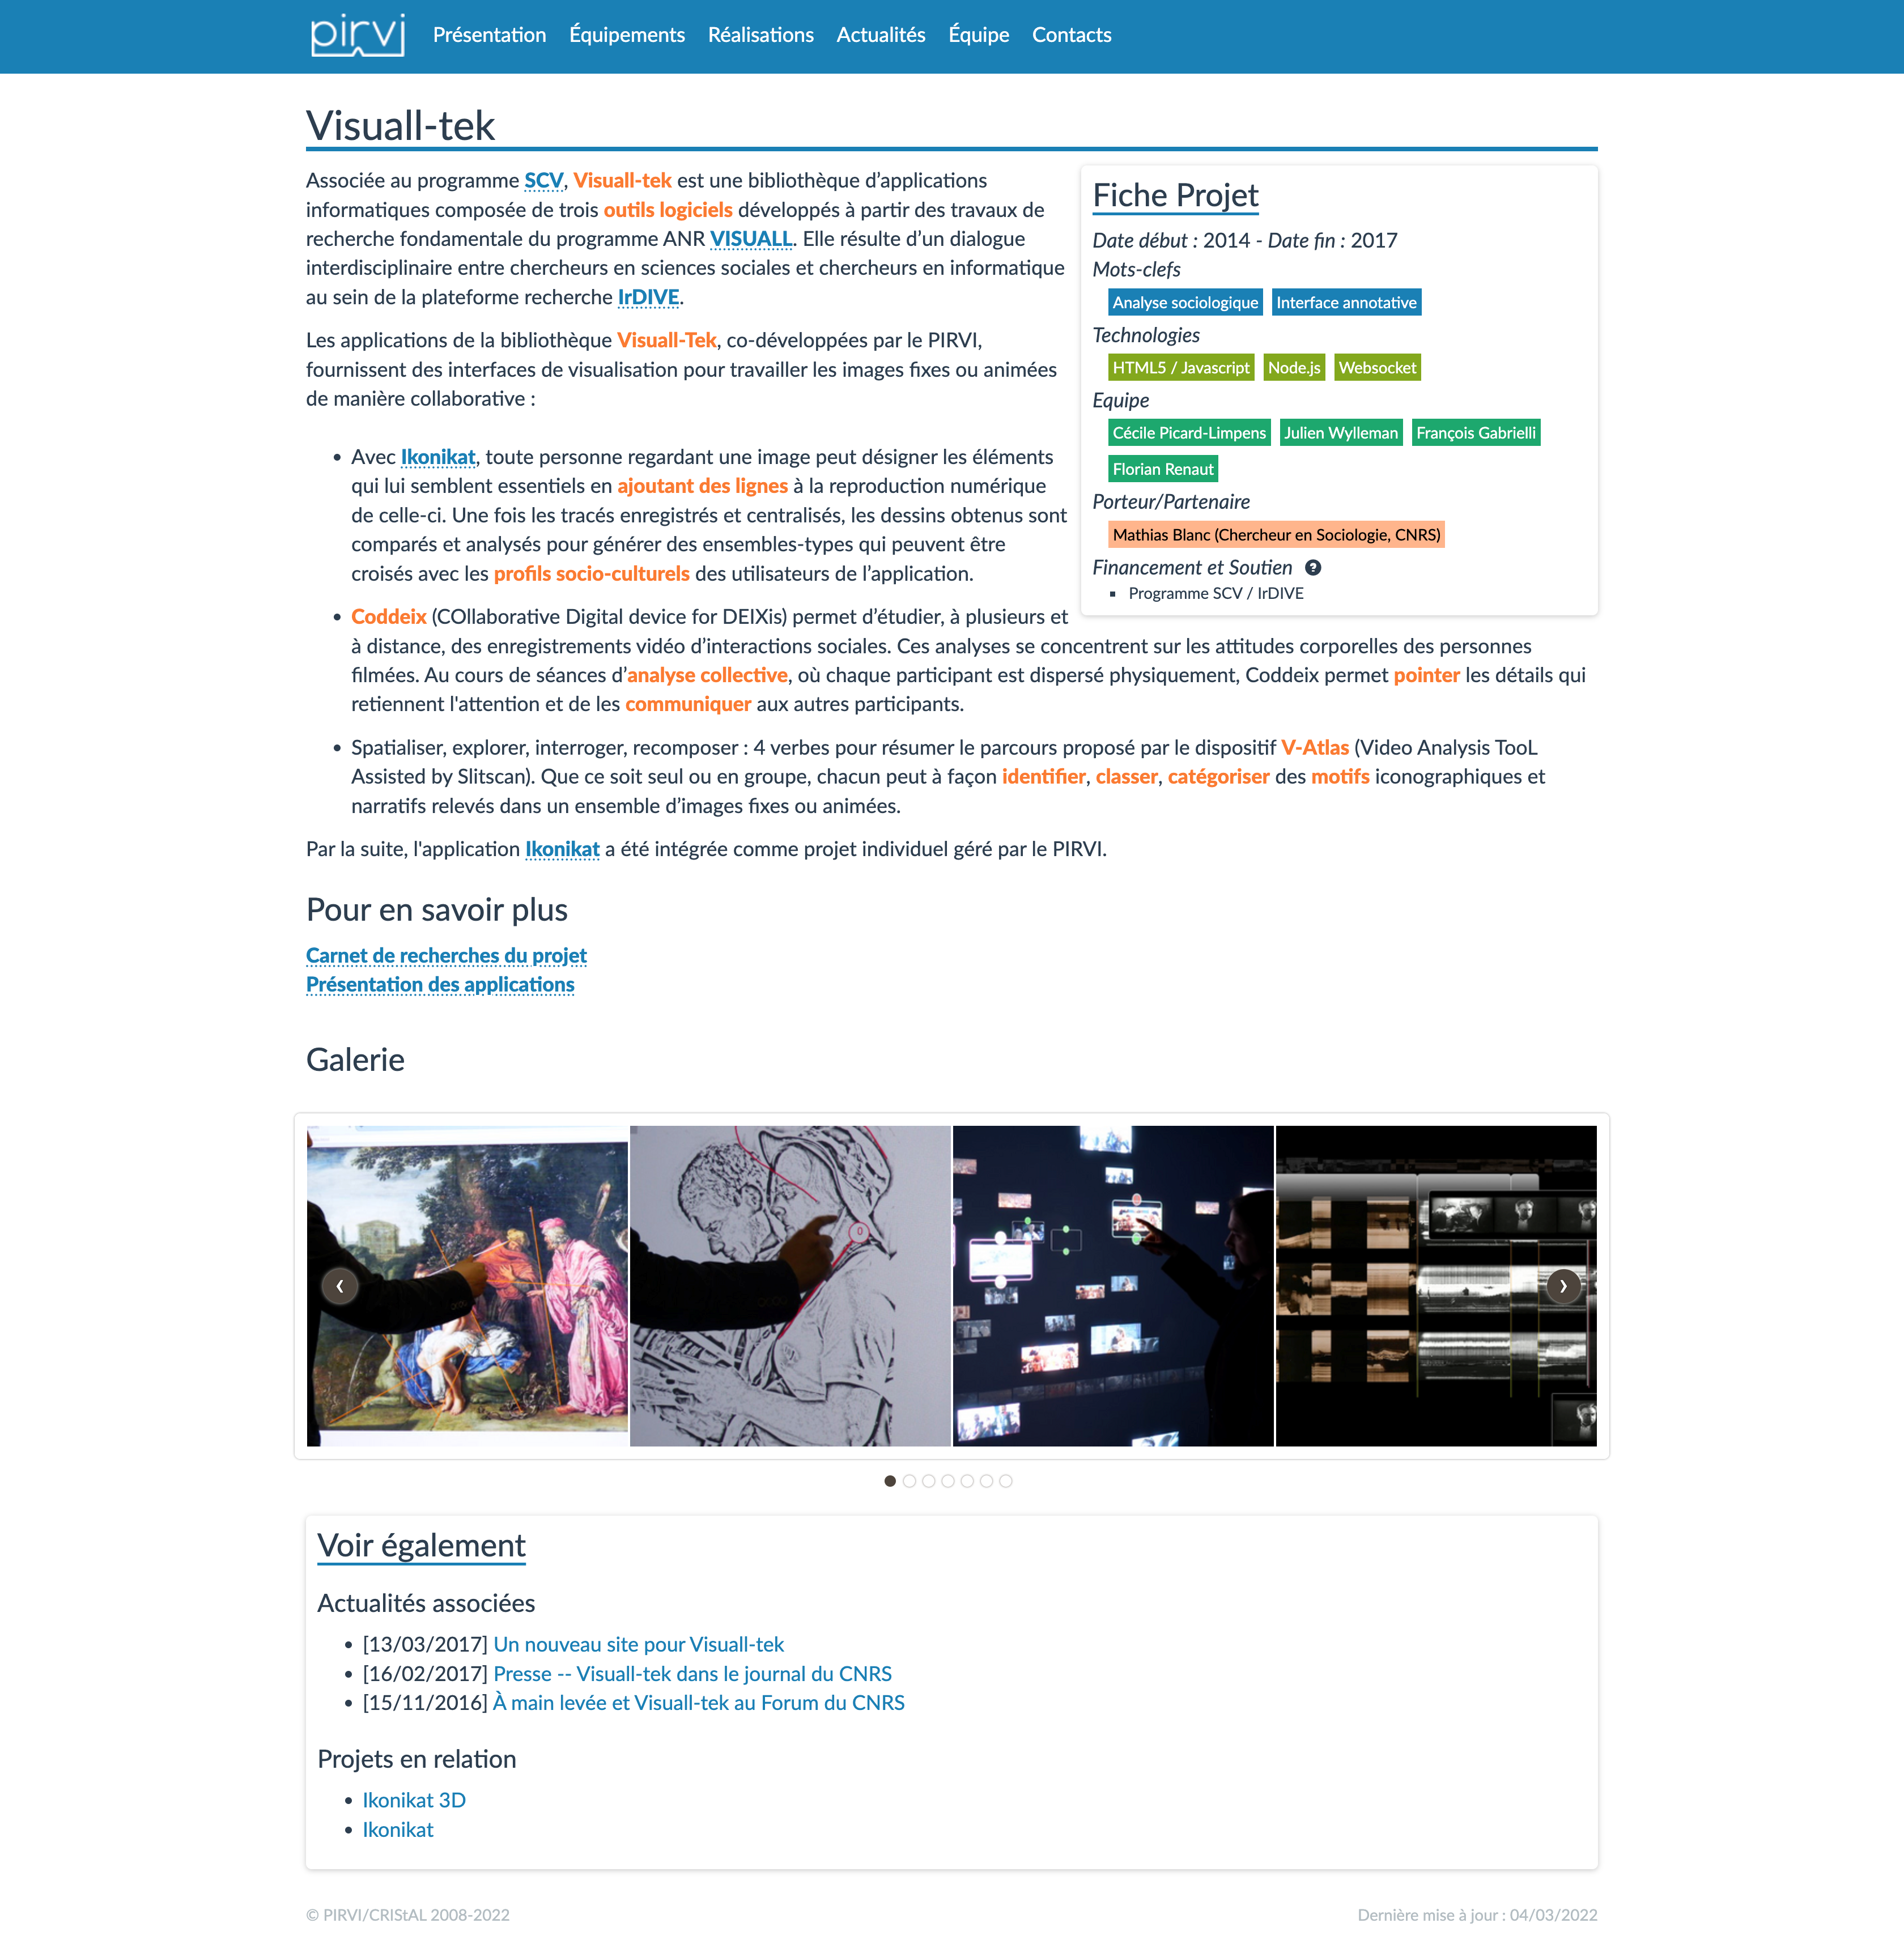 pirvi Présentation Équipements Réalisations Actualités Équipe Contacts
Visuall-tek
Associée au programme SCV, Visuall-tek est une bibliothèque d’applications
informatiques composée de trois outils logiciels développés à partir des travaux de
recherche fondamentale du programme ANR VISUALL. Elle résulte d’un dialogue
interdisciplinaire entre chercheurs en sciences sociales et chercheurs en informatique
au sein de la plateforme recherche IrDIVE.
Les applications de la bibliothèque Visuall-Tek, co-développées par le PIRVI,
fournissent des interfaces de visualisation pour travailler les images fixes ou animées
de manière collaborative :
• Avec Ikonikat, toute personne regardant une image peut désigner les éléments
qui lui semblent essentiels en ajoutant des lignes à la reproduction numérique
de celle-ci. Une fois les tracés enregistrés et centralisés, les dessins obtenus sont
comparés et analysés pour générer des ensembles-types qui peuvent être
croisés avec les profils socio-culturels des utilisateurs de l’application.
• Coddeix (COllaborative Digital device for DEIXis) permet d’étudier, à plusieurs et
à distance, des enregistrements vidéo d’interactions sociales. Ces analyses se concentrent sur les attitudes corporelles des personnes
filmées. Au cours de séances d’analyse collective, où chaque participant est dispersé physiquement, Coddeix permet pointer les détails qui
retiennent l'attention et de les communiquer aux autres participants.
• Spatialiser, explorer, interroger, recomposer : 4 verbes pour résumer le parcours proposé par le dispositif V-Atlas (Video Analysis TooL
Assisted by Slitscan). Que ce soit seul ou en groupe, chacun peut à façon identifier, classer, catégoriser des motifs iconographiques et
narratifs relevés dans un ensemble d’images fixes ou animées.
Par la suite, l'application Ikonikat a été intégrée comme projet individuel géré par le PIRVI.
Fiche Projet
Date début : 2014 - Date fin : 2017
Mots-clefs
Analyse sociologique Interface annotative
Technologies
HTML5 / Javascript Node.js Websocket
Equipe
Cécile Picard-Limpens Julien Wylleman François Gabrielli
Florian Renaut
Porteur/Partenaire
Mathias Blanc (Chercheur en Sociologie, CNRS)
Financement et Soutien ?
▪ Programme SCV / IrDIVE
Pour en savoir plus
Carnet de recherches du projet
Présentation des applications
Galerie
0
‹ ›
Voir également
Actualités associées
• [13/03/2017] Un nouveau site pour Visuall-tek
• [16/02/2017] Presse -- Visuall-tek dans le journal du CNRS
• [15/11/2016] À main levée et Visuall-tek au Forum du CNRS
Projets en relation
• Ikonikat 3D
• Ikonikat
© PIRVI/CRIStAL 2008-2022 Dernière mise à jour : 04/03/2022